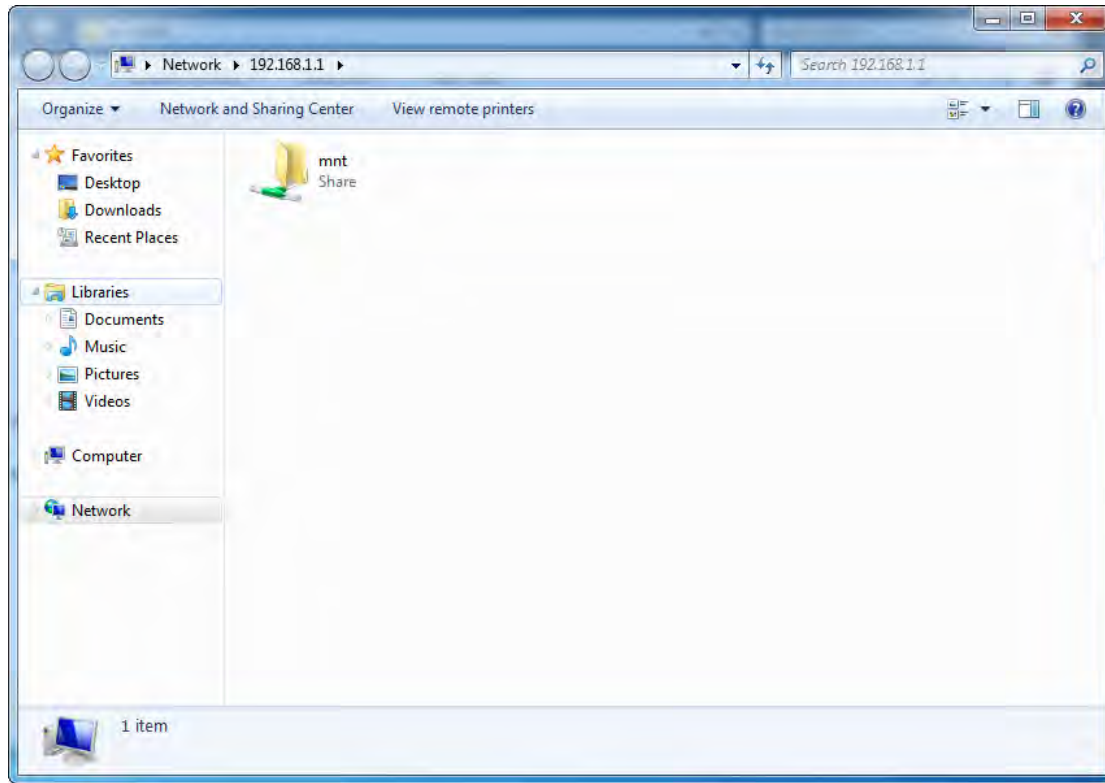 Network ▸ 192.168.1.1 ▸
Search 192.168.1.1
Organize Network and Sharing Center View remote printers
Favorites
Desktop
Downloads
Recent Places
Libraries
Documents
Music
Pictures
Videos
Computer
Network
mnt
Share
1 item